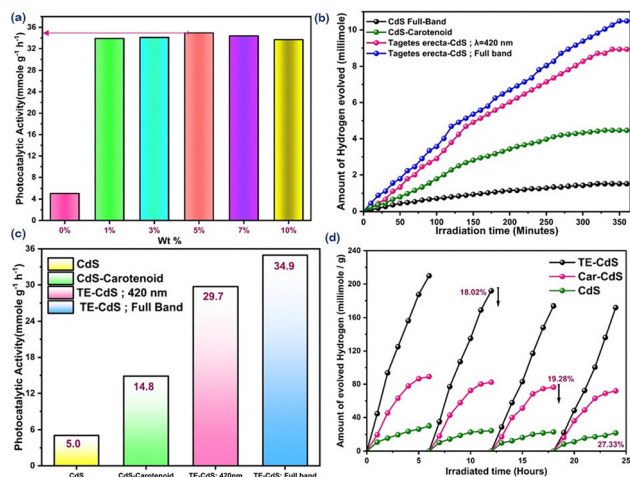 (a)
Photocatalytic Activity(mmole g⁻¹ h⁻¹)
36
32
28
24
20
16
12
8
4
0
0%
1%
3%
5%
7%
10%
Wt %
(b)
CdS Full-Band
CdS-Carotenoid
Tagetes erecta-CdS ; λ=420 nm
Tagetes erecta-CdS ; Full band
Amount of Hydrogen evolved (millimole)
10
8
6
4
2
0
0
50
100
150
200
250
300
350
Irradiation time (Minutes)
(c)
CdS
CdS-Carotenoid
TE-CdS ; 420 nm
TE-CdS ; Full Band
Photocatalytic Activity(mmole g⁻¹ h⁻¹)
36
27
18
9
0
5.0
14.8
29.7
34.9
CdS
CdS-Carotenoid
TE-CdS; 420nm
TE-CdS; Full band
(d)
TE-CdS
Car-CdS
CdS
18.02%
19.28%
27.33%
Amount of evolved Hydrogen (millimole / g)
240
200
160
120
80
40
0
0
5
10
15
20
25
Irradiated time (Hours)